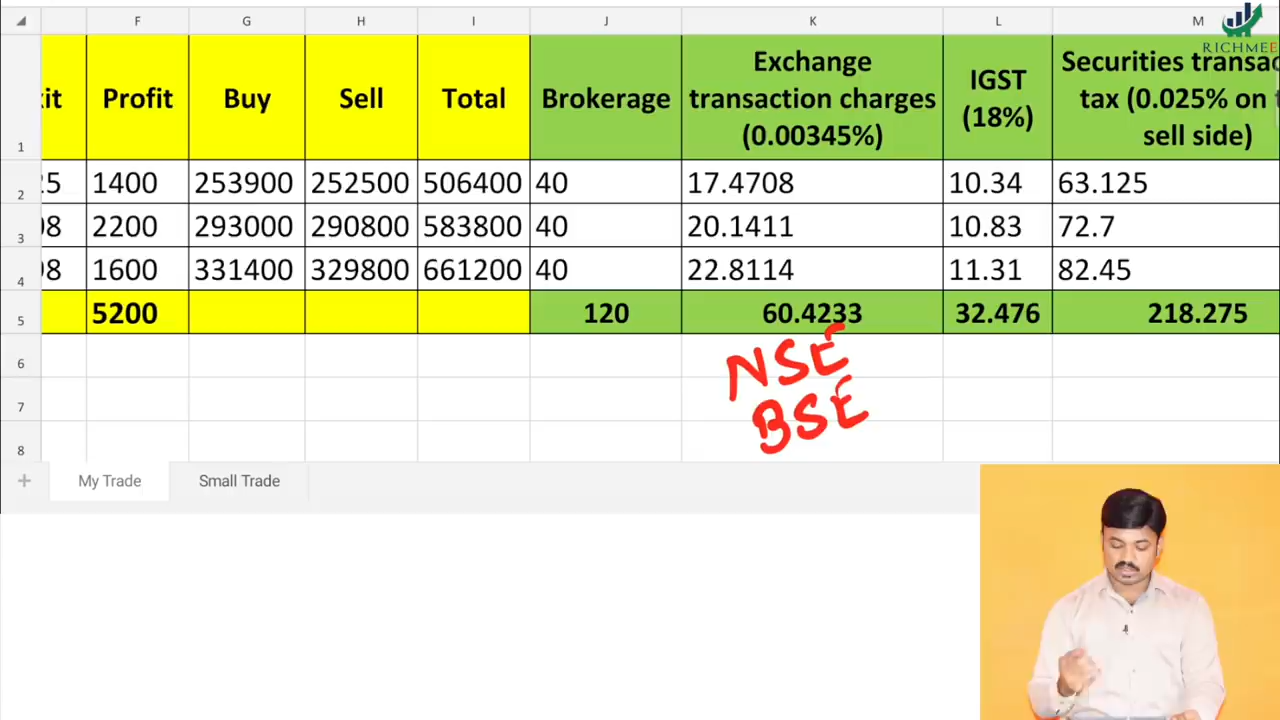 F G H I J K L M
RICHMEE
xit Profit Buy Sell Total Brokerage Exchange transaction charges (0.00345%) IGST (18%) Securities transac tax (0.025% on sell side)
1
2 25 1400 253900 252500 506400 40 17.4708 10.34 63.125
3 98 2200 293000 290800 583800 40 20.1411 10.83 72.7
4 98 1600 331400 329800 661200 40 22.8114 11.31 82.45
5 5200 120 60.4233 32.476 218.275
6 NSE
7 BSE
8
+ My Trade Small Trade